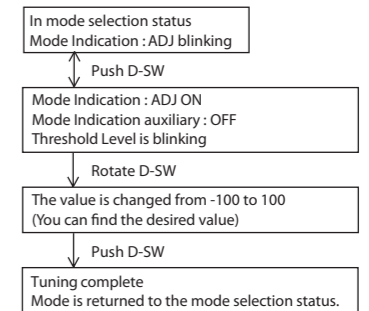 In mode selection status
Mode Indication : ADJ blinking
Push D-SW
Mode Indication : ADJ ON
Mode Indication auxiliary : OFF
Threshold Level is blinking
Rotate D-SW
The value is changed from -100 to 100
(You can find the desired value)
Push D-SW
Tuning complete
Mode is returned to the mode selection status.